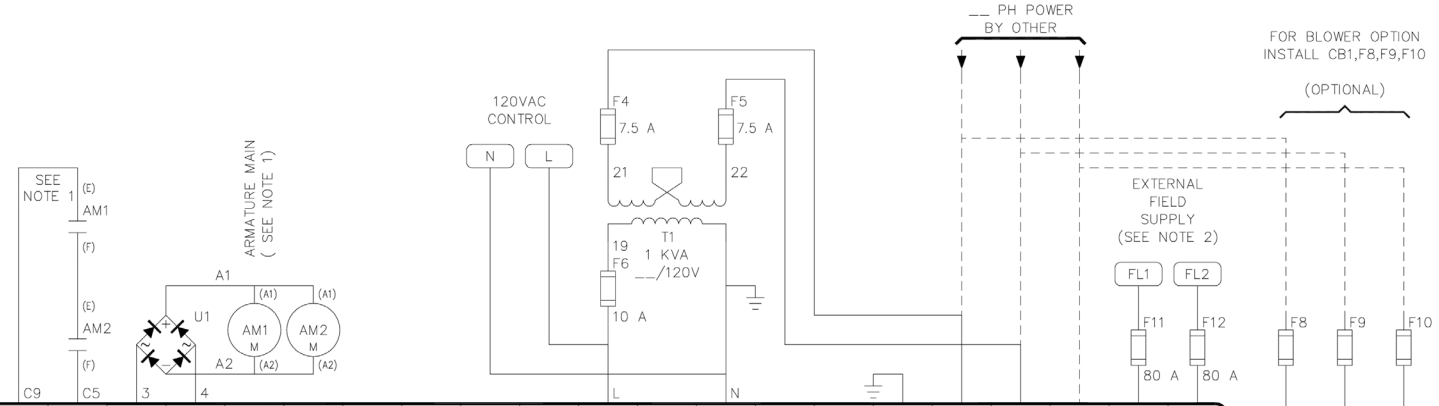 __ PH POWER
BY OTHER
FOR BLOWER OPTION
INSTALL CB1,F8,F9,F10
(OPTIONAL)
120VAC
CONTROL
N
L
F4
7.5 A
F5
7.5 A
21
22
T1
1 KVA
__/120V
19
F6
10 A
SEE
NOTE 1
(E)
AM1
(F)
(E)
AM2
(F)
ARMATURE MAIN
( SEE NOTE 1)
A1
(A1)
(A1)
U1
+
~
~
−
AM1
M
AM2
M
A2
(A2)
(A2)
EXTERNAL
FIELD
SUPPLY
(SEE NOTE 2)
FL1
FL2
F11
80 A
F12
80 A
F8
F9
F10
C9
C5
3
4
L
N